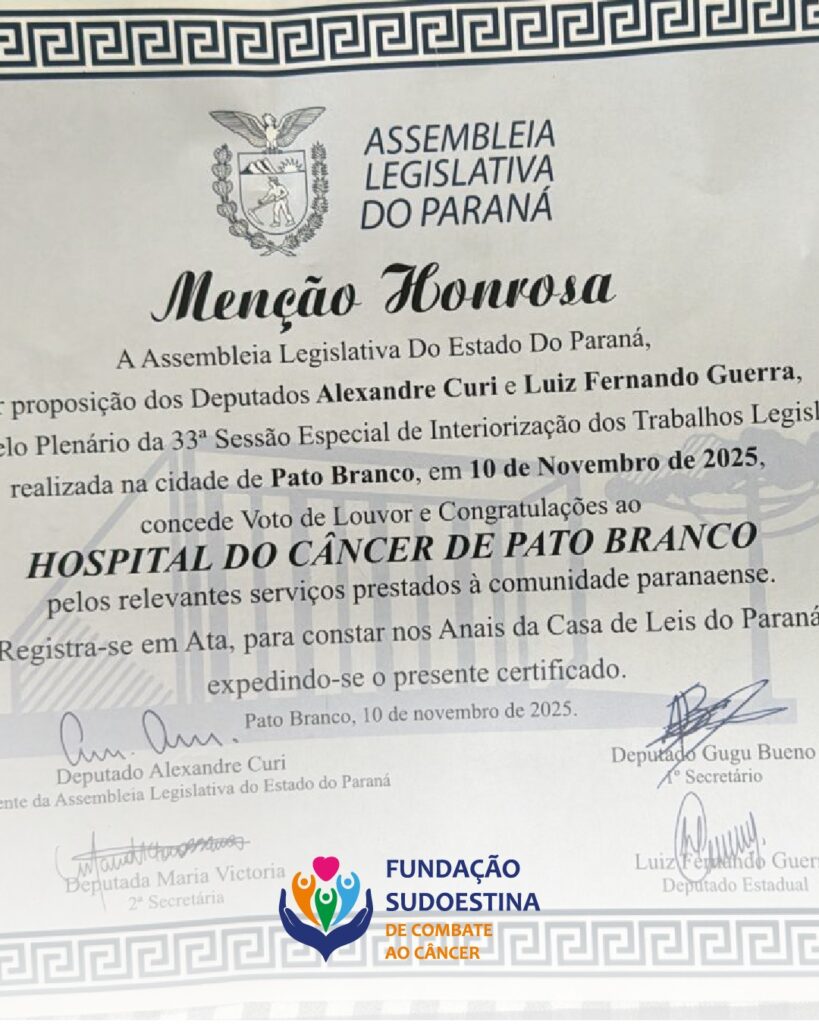 ASSEMBLEIA
LEGISLATIVA
DO PARANÁ
Menção Honrosa
A Assembleia Legislativa Do Estado Do Paraná,
proposição dos Deputados Alexandre Curi e Luiz Fernando Guerra,
Plenário da 33ª Sessão Especial de Interiorização dos Trabalhos
realizada na cidade de Pato Branco, em 10 de Novembro de 2025,
concede Voto de Louvor e Congratulações ao
HOSPITAL DO CÂNCER DE PATO BRANCO
pelos relevantes serviços prestados à comunidade paranaense.
Registra-se em Ata, para constar nos Anais da Casa de Leis do Paraná
expedindo-se o presente certificado.
Pato Branco, 10 de novembro de 2025.
Deputado Alexandre Curi
da Assembleia Legislativa do Estado do Paraná
Deputado Gugu Bueno
1º Secretário
Deputada Maria Victoria
2ª Secretária
Luiz Fernando
Deputado Estadual
FUNDAÇÃO
SUDOESTINA
DE COMBATE
AO CÂNCER